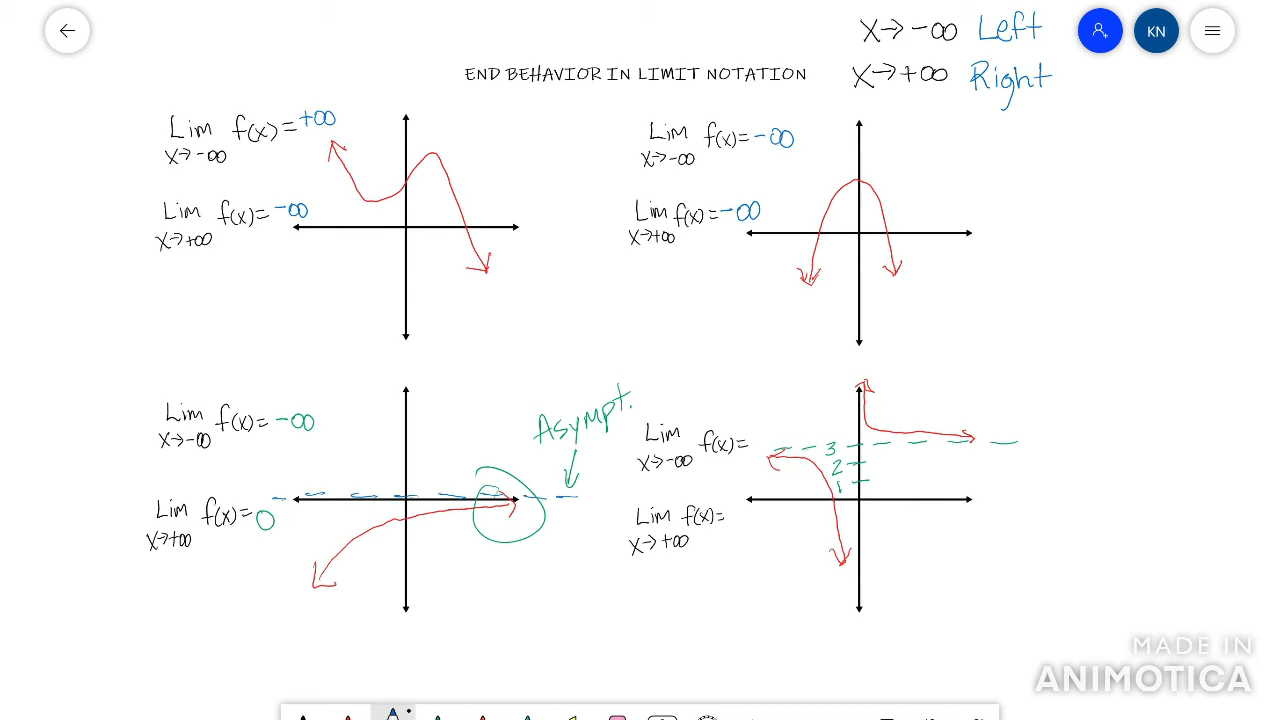 x→-∞ Left
KN
END BEHAVIOR IN LIMIT NOTATION
x→+∞ Right
Lim f(x)=+∞
x→-∞
Lim f(x)=-∞
x→+∞
Lim f(x)=-∞
x→-∞
Lim f(x)=-∞
x→+∞
Lim f(x)=-∞
x→-∞
Asympt.
Lim f(x)=0
x→+∞
Lim f(x)=
x→-∞
3
2
1
Lim f(x)=
x→+∞
MADE IN
ANIMOTICA